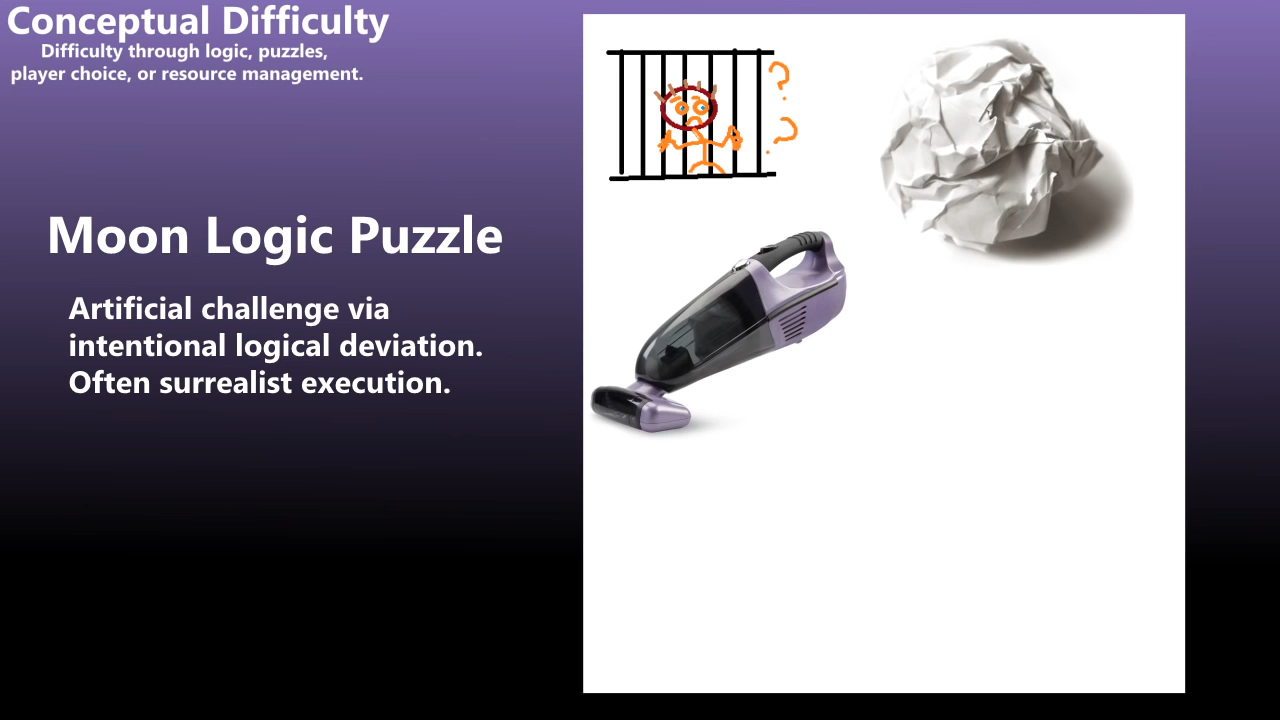 Conceptual Difficulty
Difficulty through logic, puzzles,
player choice, or resource management.
Moon Logic Puzzle
Artificial challenge via
intentional logical deviation.
Often surrealist execution.
? ?